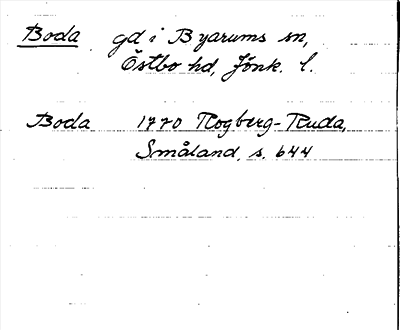 Boda gd i Byarums sn,
Östbo hd, Jönk. l.
Boda 1770 Rogberg-Ruda,
Småland, s. 644